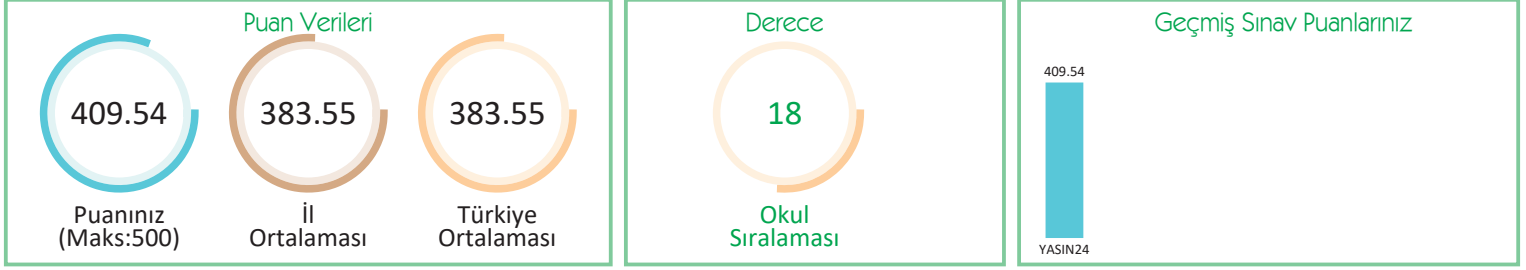 Puan Verileri
409.54
383.55
383.55
Puanınız
(Maks:500)
İl
Ortalaması
Türkiye
Ortalaması
Derece
18
Okul
Sıralaması
Geçmiş Sınav Puanlarınız
409.54
YASIN24